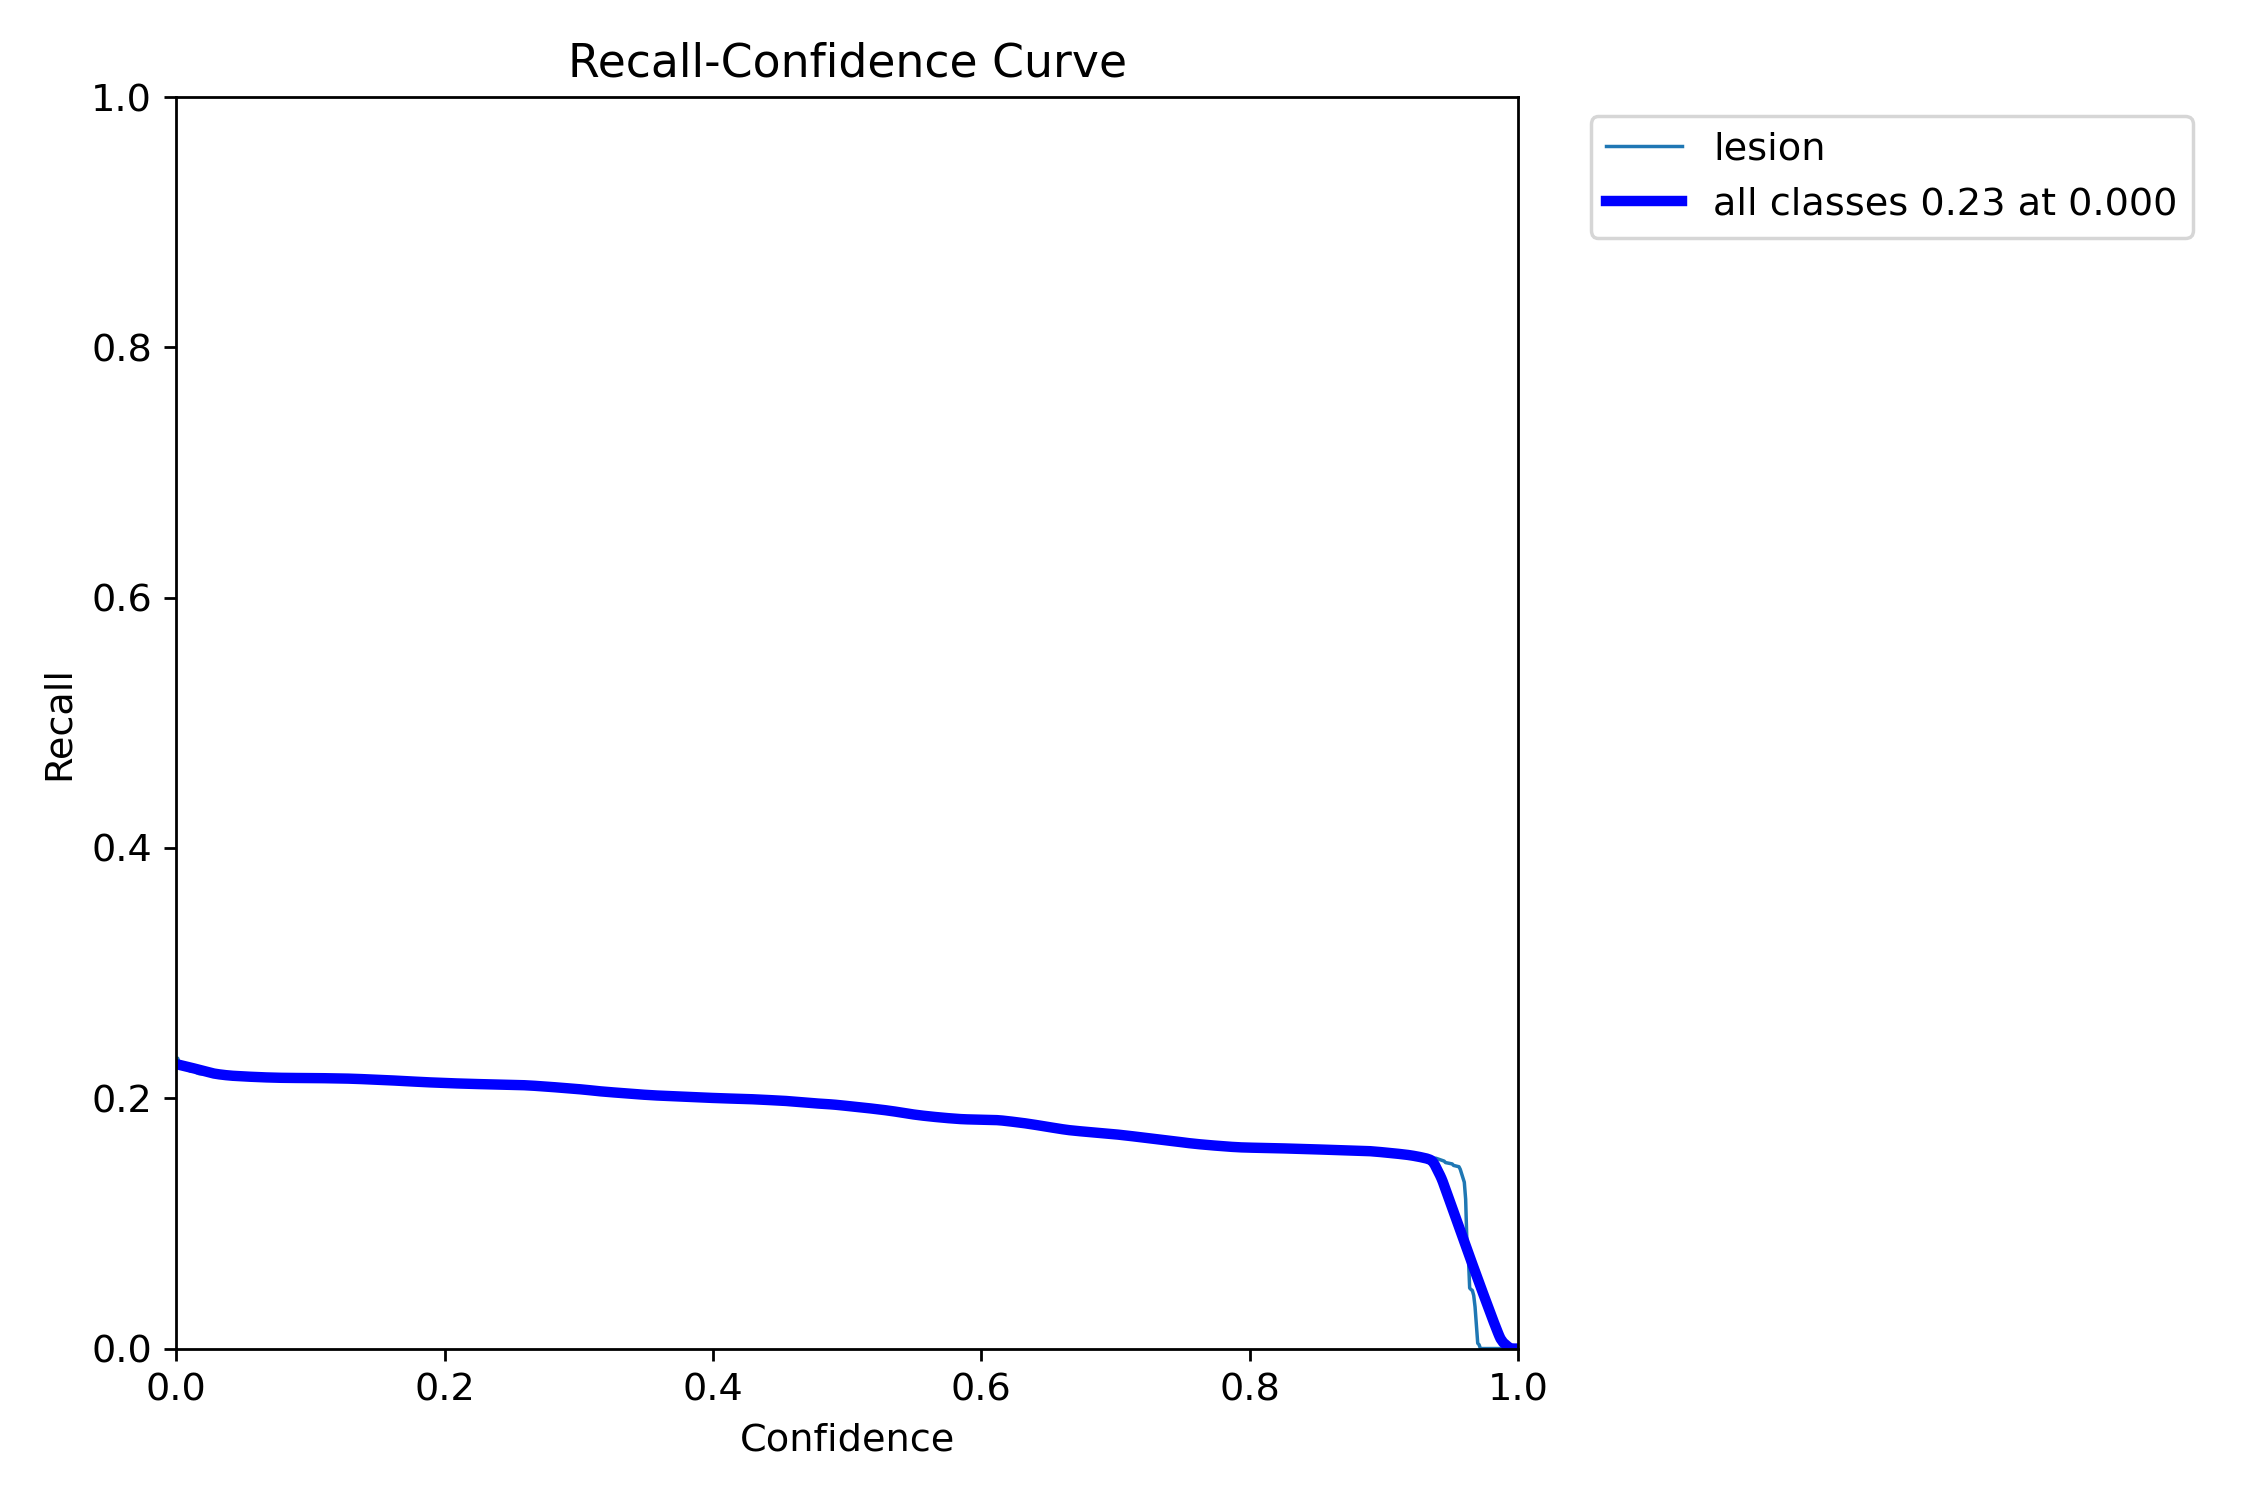 Recall-Confidence Curve
1.0
0.8
0.6
0.4
0.2
0.0
Recall
0.0 0.2 0.4 0.6 0.8 1.0
Confidence
lesion
all classes 0.23 at 0.000